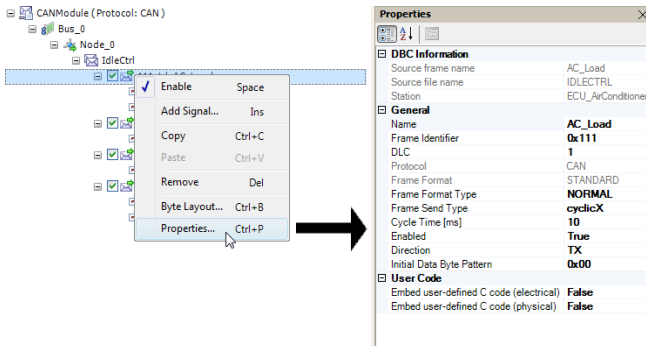 CANModule (Protocol: CAN)
Bus_0
Node_0
IdleCtrl
Enable Space
Add Signal... Ins
Copy Ctrl+C
Paste Ctrl+V
Remove Del
Byte Layout... Ctrl+B
Properties... Ctrl+P
Properties
DBC Information
Source frame name AC_Load
Source file name IDLECTRL
Station ECU_AirConditioner
General
Name AC_Load
Frame Identifier 0x111
DLC 1
Protocol CAN
Frame Format STANDARD
Frame Format Type NORMAL
Frame Send Type cyclicX
Cycle Time [ms] 10
Enabled True
Direction TX
Initial Data Byte Pattern 0x00
User Code
Embed user-defined C code (electrical) False
Embed user-defined C code (physical) False